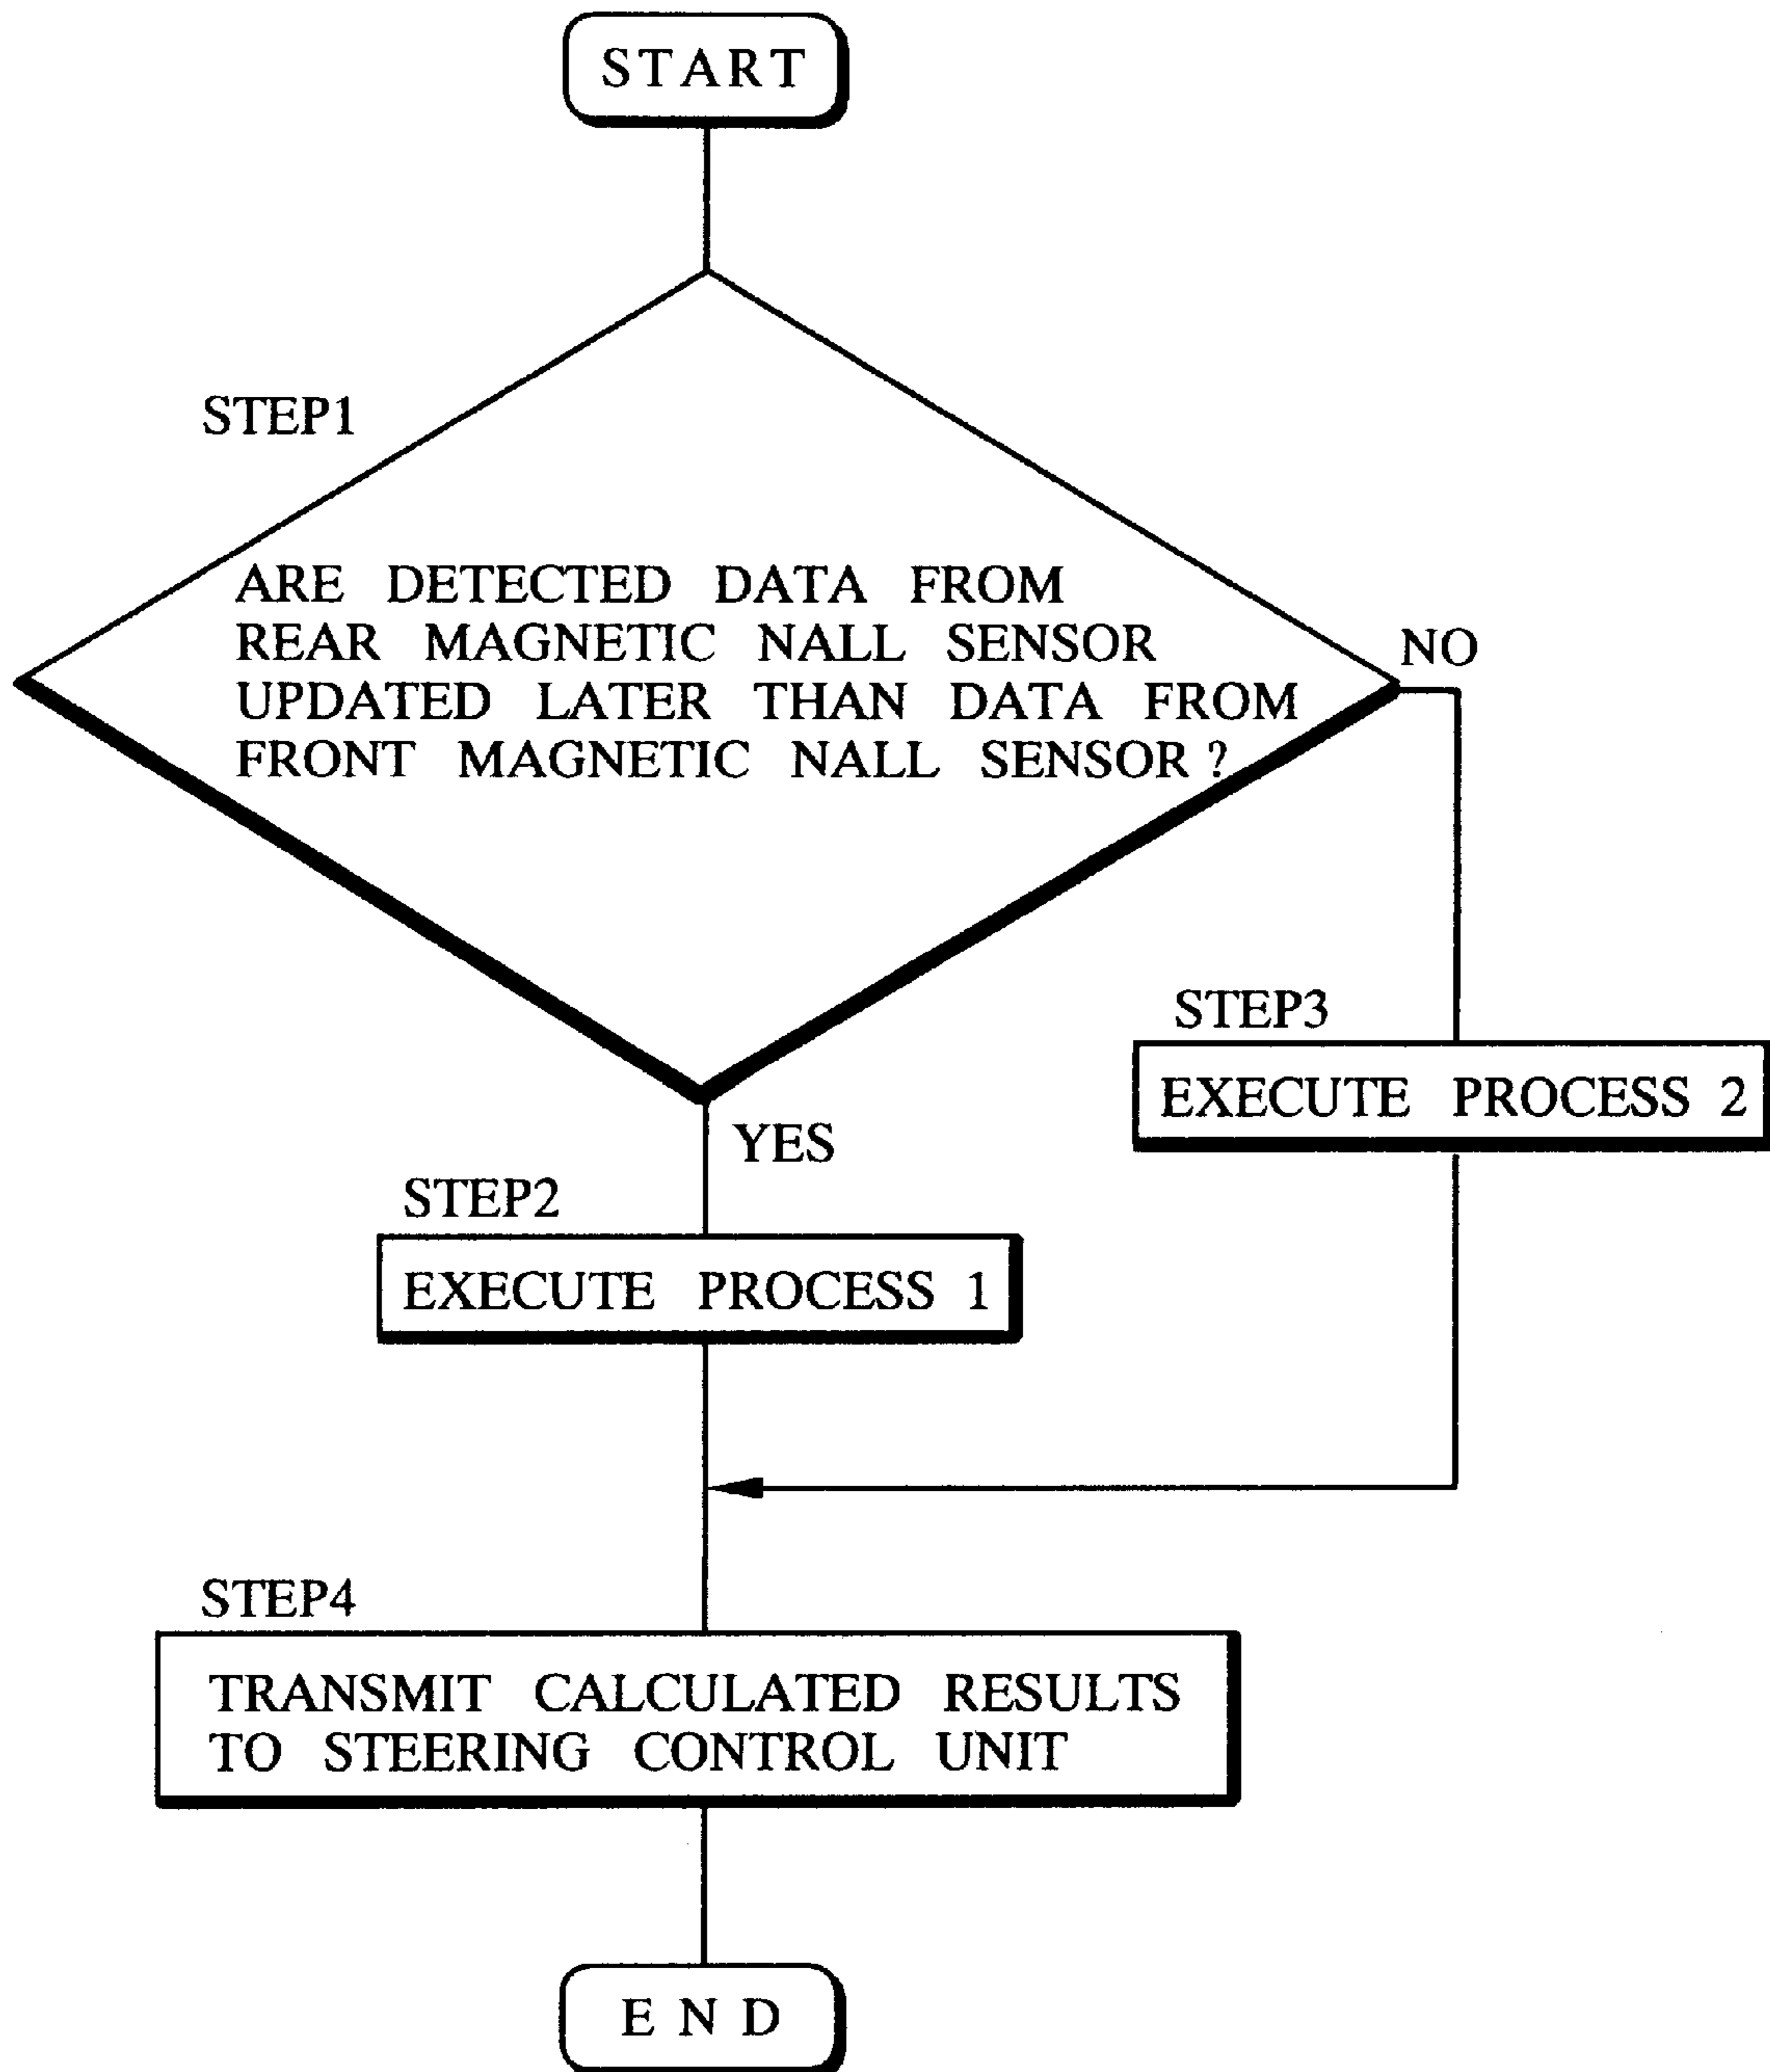 START
STEP1
ARE DETECTED DATA FROM
REAR MAGNETIC NALL SENSOR
UPDATED LATER THAN DATA FROM
FRONT MAGNETIC NALL SENSOR?
NO
STEP3
EXECUTE PROCESS 2
YES
STEP2
EXECUTE PROCESS 1
STEP4
TRANSMIT CALCULATED RESULTS
TO STEERING CONTROL UNIT
END